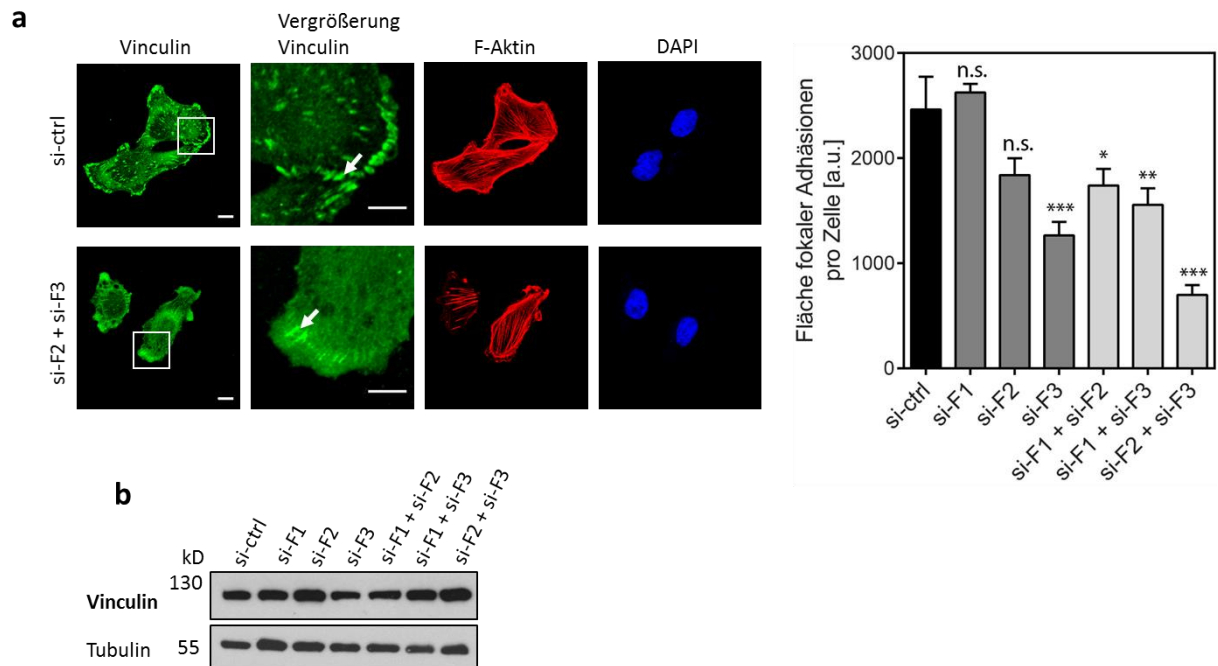 a
Vinculin
Vergrößerung
Vinculin
F-Aktin
DAPI
si-ctrl
si-F2 + si-F3
Fläche fokaler Adhäsionen
pro Zelle [a.u.]
3000
2000
1000
0
n.s.
n.s.
***
*
**
***
si-ctrl
si-F1
si-F2
si-F3
si-F1 + si-F2
si-F1 + si-F3
si-F2 + si-F3
b
si-ctrl
si-F1
si-F2
si-F3
si-F1 + si-F2
si-F1 + si-F3
si-F2 + si-F3
kD
130
Vinculin
Tubulin
55